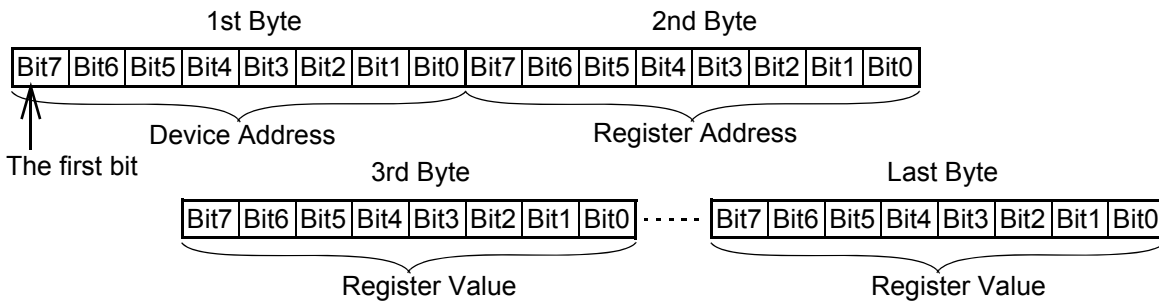 1st Byte 2nd Byte
Bit7 Bit6 Bit5 Bit4 Bit3 Bit2 Bit1 Bit0 Bit7 Bit6 Bit5 Bit4 Bit3 Bit2 Bit1 Bit0
Device Address Register Address
The first bit
3rd Byte Last Byte
Bit7 Bit6 Bit5 Bit4 Bit3 Bit2 Bit1 Bit0 Bit7 Bit6 Bit5 Bit4 Bit3 Bit2 Bit1 Bit0
Register Value Register Value